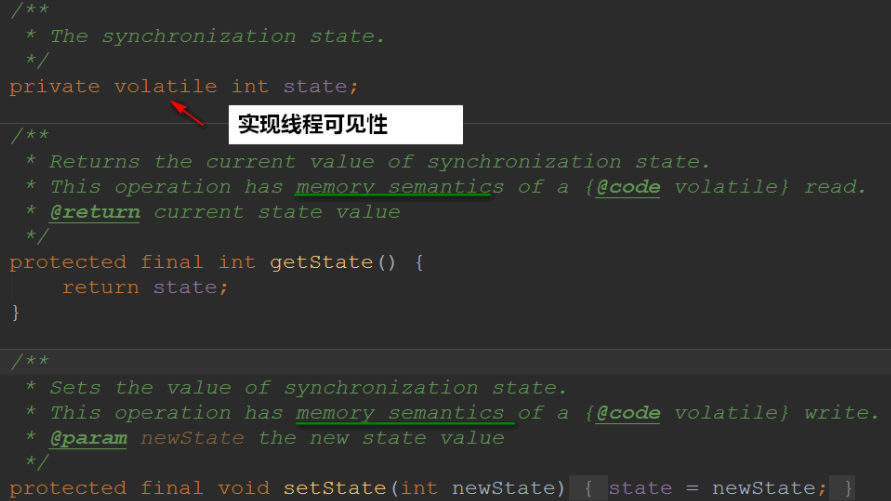 /**
 * The synchronization state.
 */
private volatile int state;
实现线程可见性
/**
 * Returns the current value of synchronization state.
 * This operation has memory semantics of a {@code volatile} read.
 * @return current state value
 */
protected final int getState() {
    return state;
}
/**
 * Sets the value of synchronization state.
 * This operation has memory semantics of a {@code volatile} write.
 * @param newState the new state value
 */
protected final void setState(int newState) { state = newState; }